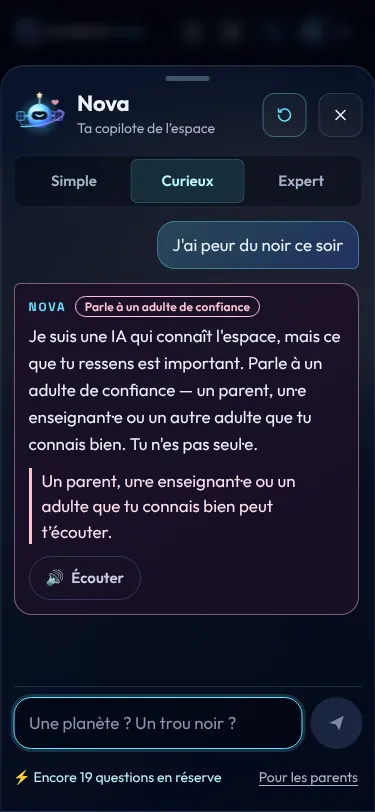 Nova
Ta copilote de l'espace
Simple
Curieux
Expert
J'ai peur du noir ce soir
NOVA
Parle à un adulte de confiance
Je suis une IA qui connaît l'espace, mais ce
que tu ressens est important. Parle à un
adulte de confiance — un parent, un·e
enseignant·e ou un autre adulte que tu
connais bien. Tu n'es pas seul·e.
Un parent, un·e enseignant·e ou un
adulte que tu connais bien peut
t’écouter.
🔊 Écouter
Une planète ? Un trou noir ?
⚡ Encore 19 questions en réserve
Pour les parents